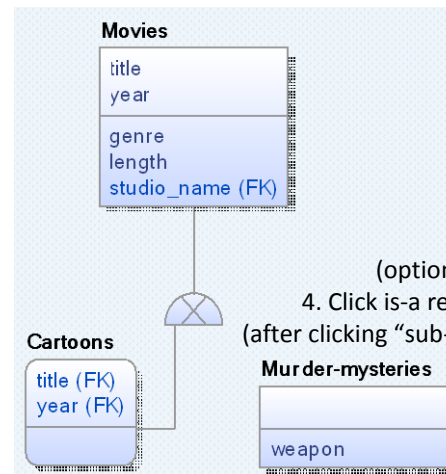 Movies
title
year
genre
length
studio_name (FK)
(option
4. Click is-a re
(after clicking “sub-
Cartoons
title (FK)
year (FK)
Murder-mysteries
weapon